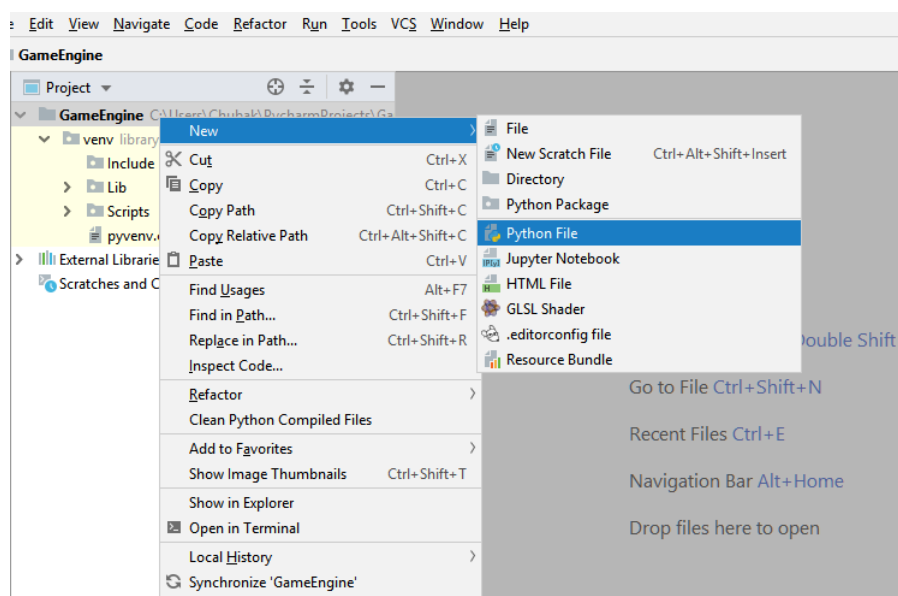 Edit View Navigate Code Refactor Run Tools VCS Window Help
GameEngine
Project
GameEngine C:\Users\Chubak\PycharmProjects\Ga
venv library
Include
Lib
Scripts
pyvenv.
External Librarie
Scratches and C
New
Cut Ctrl+X
Copy Ctrl+C
Copy Path Ctrl+Shift+C
Copy Relative Path Ctrl+Alt+Shift+C
Paste Ctrl+V
Find Usages Alt+F7
Find in Path... Ctrl+Shift+F
Replace in Path... Ctrl+Shift+R
Inspect Code...
Refactor
Clean Python Compiled Files
Add to Favorites
Show Image Thumbnails Ctrl+Shift+T
Show in Explorer
Open in Terminal
Local History
Synchronize 'GameEngine'
File
New Scratch File Ctrl+Alt+Shift+Insert
Directory
Python Package
Python File
Jupyter Notebook
HTML File
GLSL Shader
.editorconfig file
Resource Bundle
Double Shift
Go to File Ctrl+Shift+N
Recent Files Ctrl+E
Navigation Bar Alt+Home
Drop files here to open